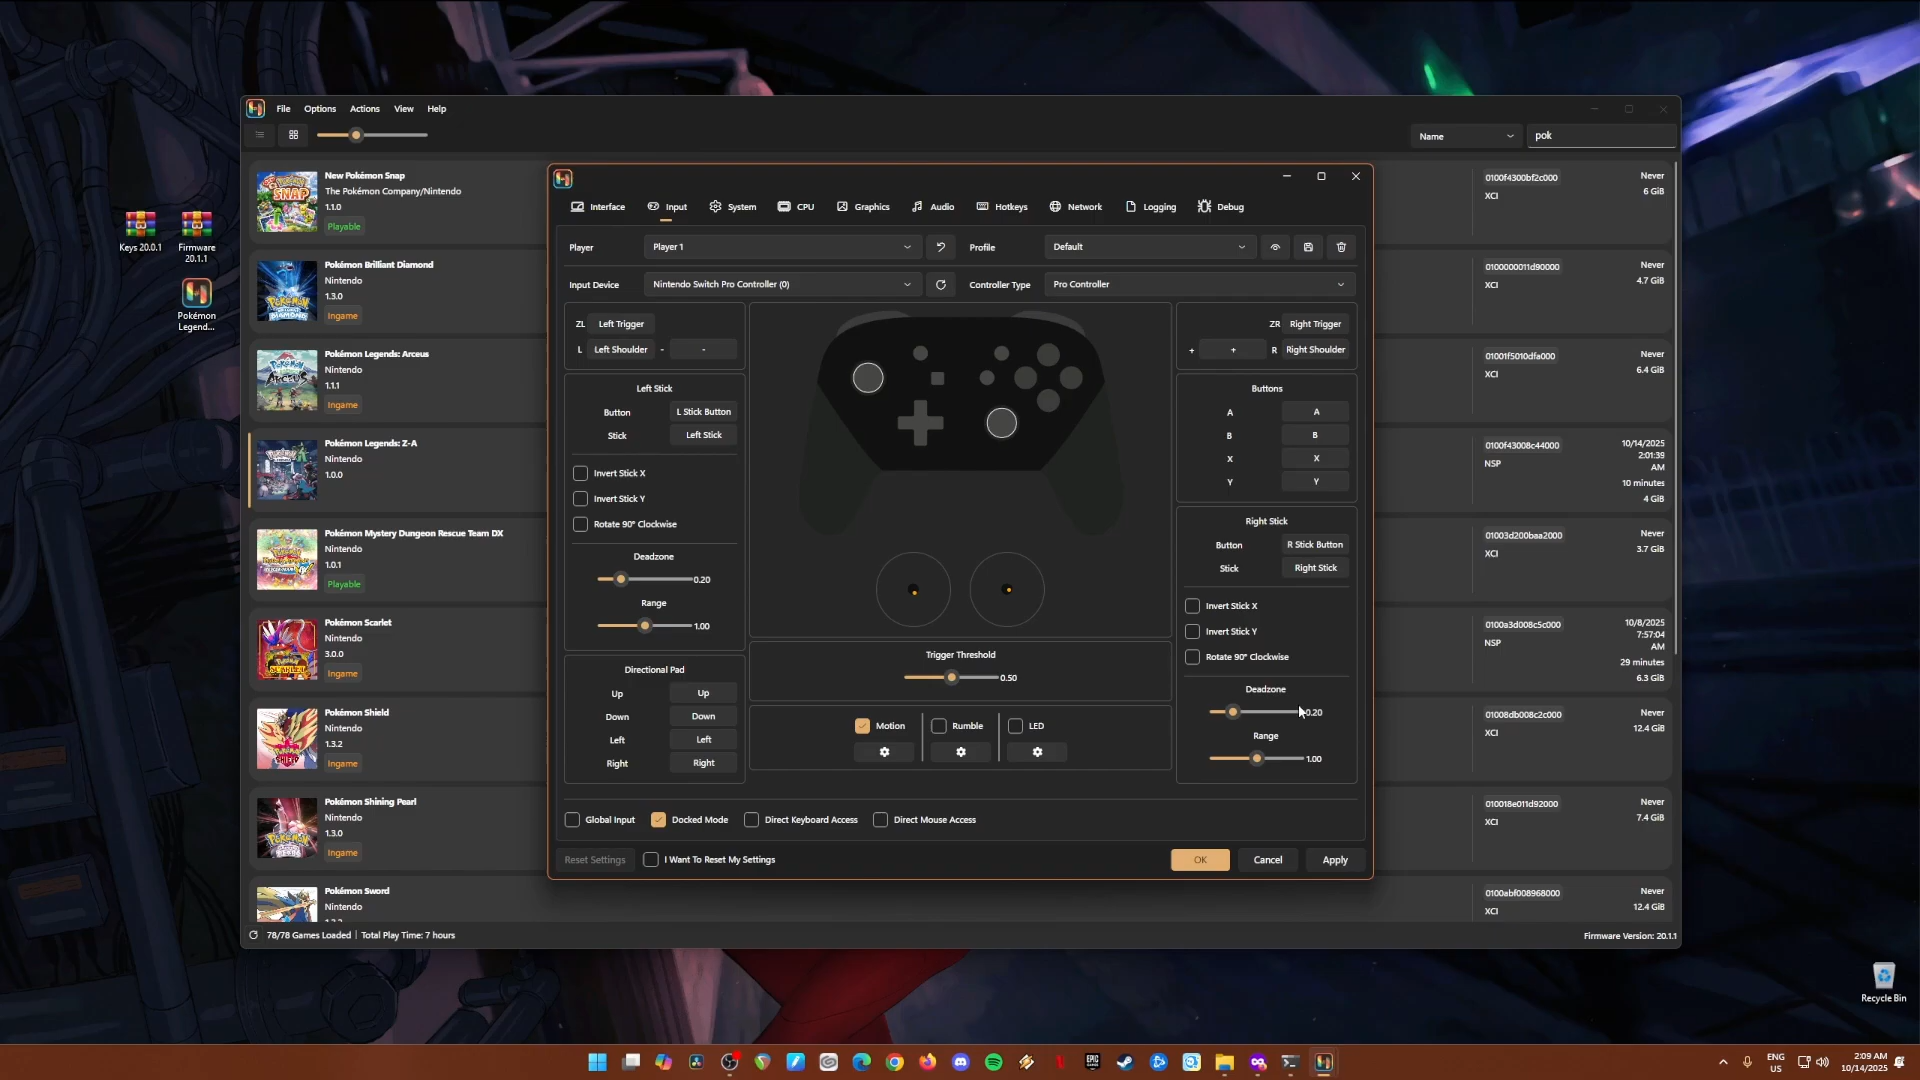 File
Options
Actions
View
Help
Name
pok
Keys 20.0.1
Firmware
20.1.1
Pokémon
Legend...
New Pokémon Snap
The Pokémon Company/Nintendo
1.1.0
Playable
0100f4300bf2c000
XCI
Never
6 GiB
Pokémon Brilliant Diamond
Nintendo
1.3.0
Ingame
0100000011d90000
XCI
Never
4.7 GiB
Pokémon Legends: Arceus
Nintendo
1.1.1
Ingame
01001f5010dfa000
XCI
Never
6.4 GiB
Pokémon Legends: Z-A
Nintendo
1.0.0
0100f43008c44000
NSP
10/14/2025
2:01:39
AM
10 minutes
4 GiB
Pokémon Mystery Dungeon Rescue Team DX
Nintendo
1.0.1
Playable
01003d200baa2000
XCI
Never
3.7 GiB
Pokémon Scarlet
Nintendo
3.0.0
Ingame
0100a3d008c5c000
NSP
10/8/2025
7:57:04
AM
29 minutes
6.3 GiB
Pokémon Shield
Nintendo
1.3.2
Ingame
01008db008c2c000
XCI
Never
12.4 GiB
Pokémon Shining Pearl
Nintendo
1.3.0
Ingame
010018e011d92000
XCI
Never
7.4 GiB
Pokémon Sword
Nintendo
0100abf008968000
XCI
Never
12.4 GiB
78/78 Games Loaded | Total Play Time: 7 hours
Firmware Version: 20.1.1
Interface
Input
System
CPU
Graphics
Audio
Hotkeys
Network
Logging
Debug
Player
Player 1
Profile
Default
Input Device
Nintendo Switch Pro Controller (0)
Controller Type
Pro Controller
ZL Left Trigger
L Left Shoulder - -
Left Stick
Button L Stick Button
Stick Left Stick
Invert Stick X
Invert Stick Y
Rotate 90° Clockwise
Deadzone
0.20
Range
1.00
Directional Pad
Up Up
Down Down
Left Left
Right Right
Trigger Threshold
0.50
Motion
Rumble
LED
ZR Right Trigger
+ + R Right Shoulder
Buttons
A A
B B
X X
Y Y
Right Stick
Button R Stick Button
Stick Right Stick
Invert Stick X
Invert Stick Y
Rotate 90° Clockwise
Deadzone
0.20
Range
1.00
Global Input
Docked Mode
Direct Keyboard Access
Direct Mouse Access
Reset Settings
I Want To Reset My Settings
OK
Cancel
Apply
Recycle Bin
ENG
US
2:09 AM
10/14/2025